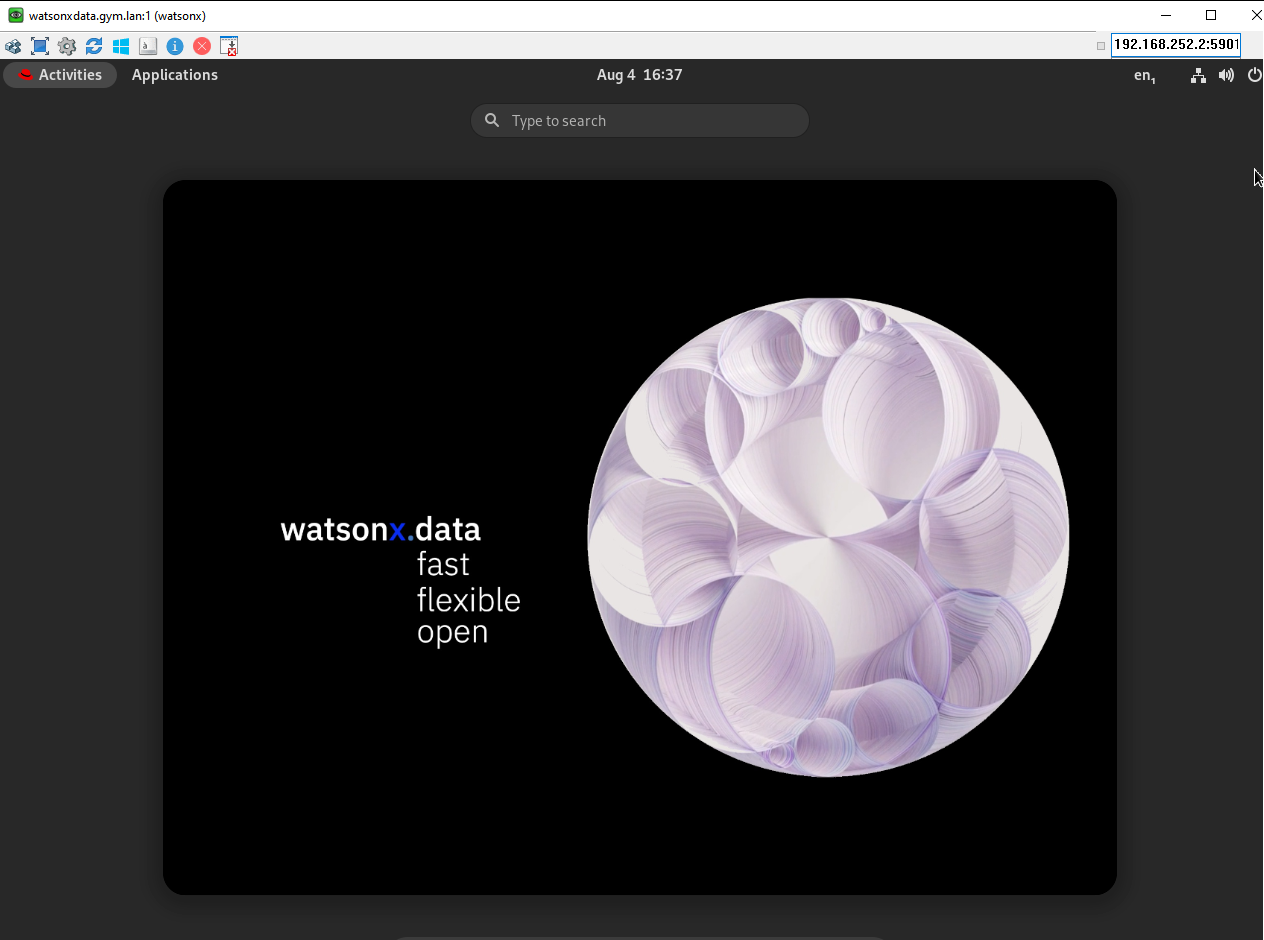 watsonxdata.gym.lan:1 (watsonx)
192.168.252.2:5901
Activities
Applications
Aug 4 16:37
en1
Type to search
watsonx.data
fast
flexible
open